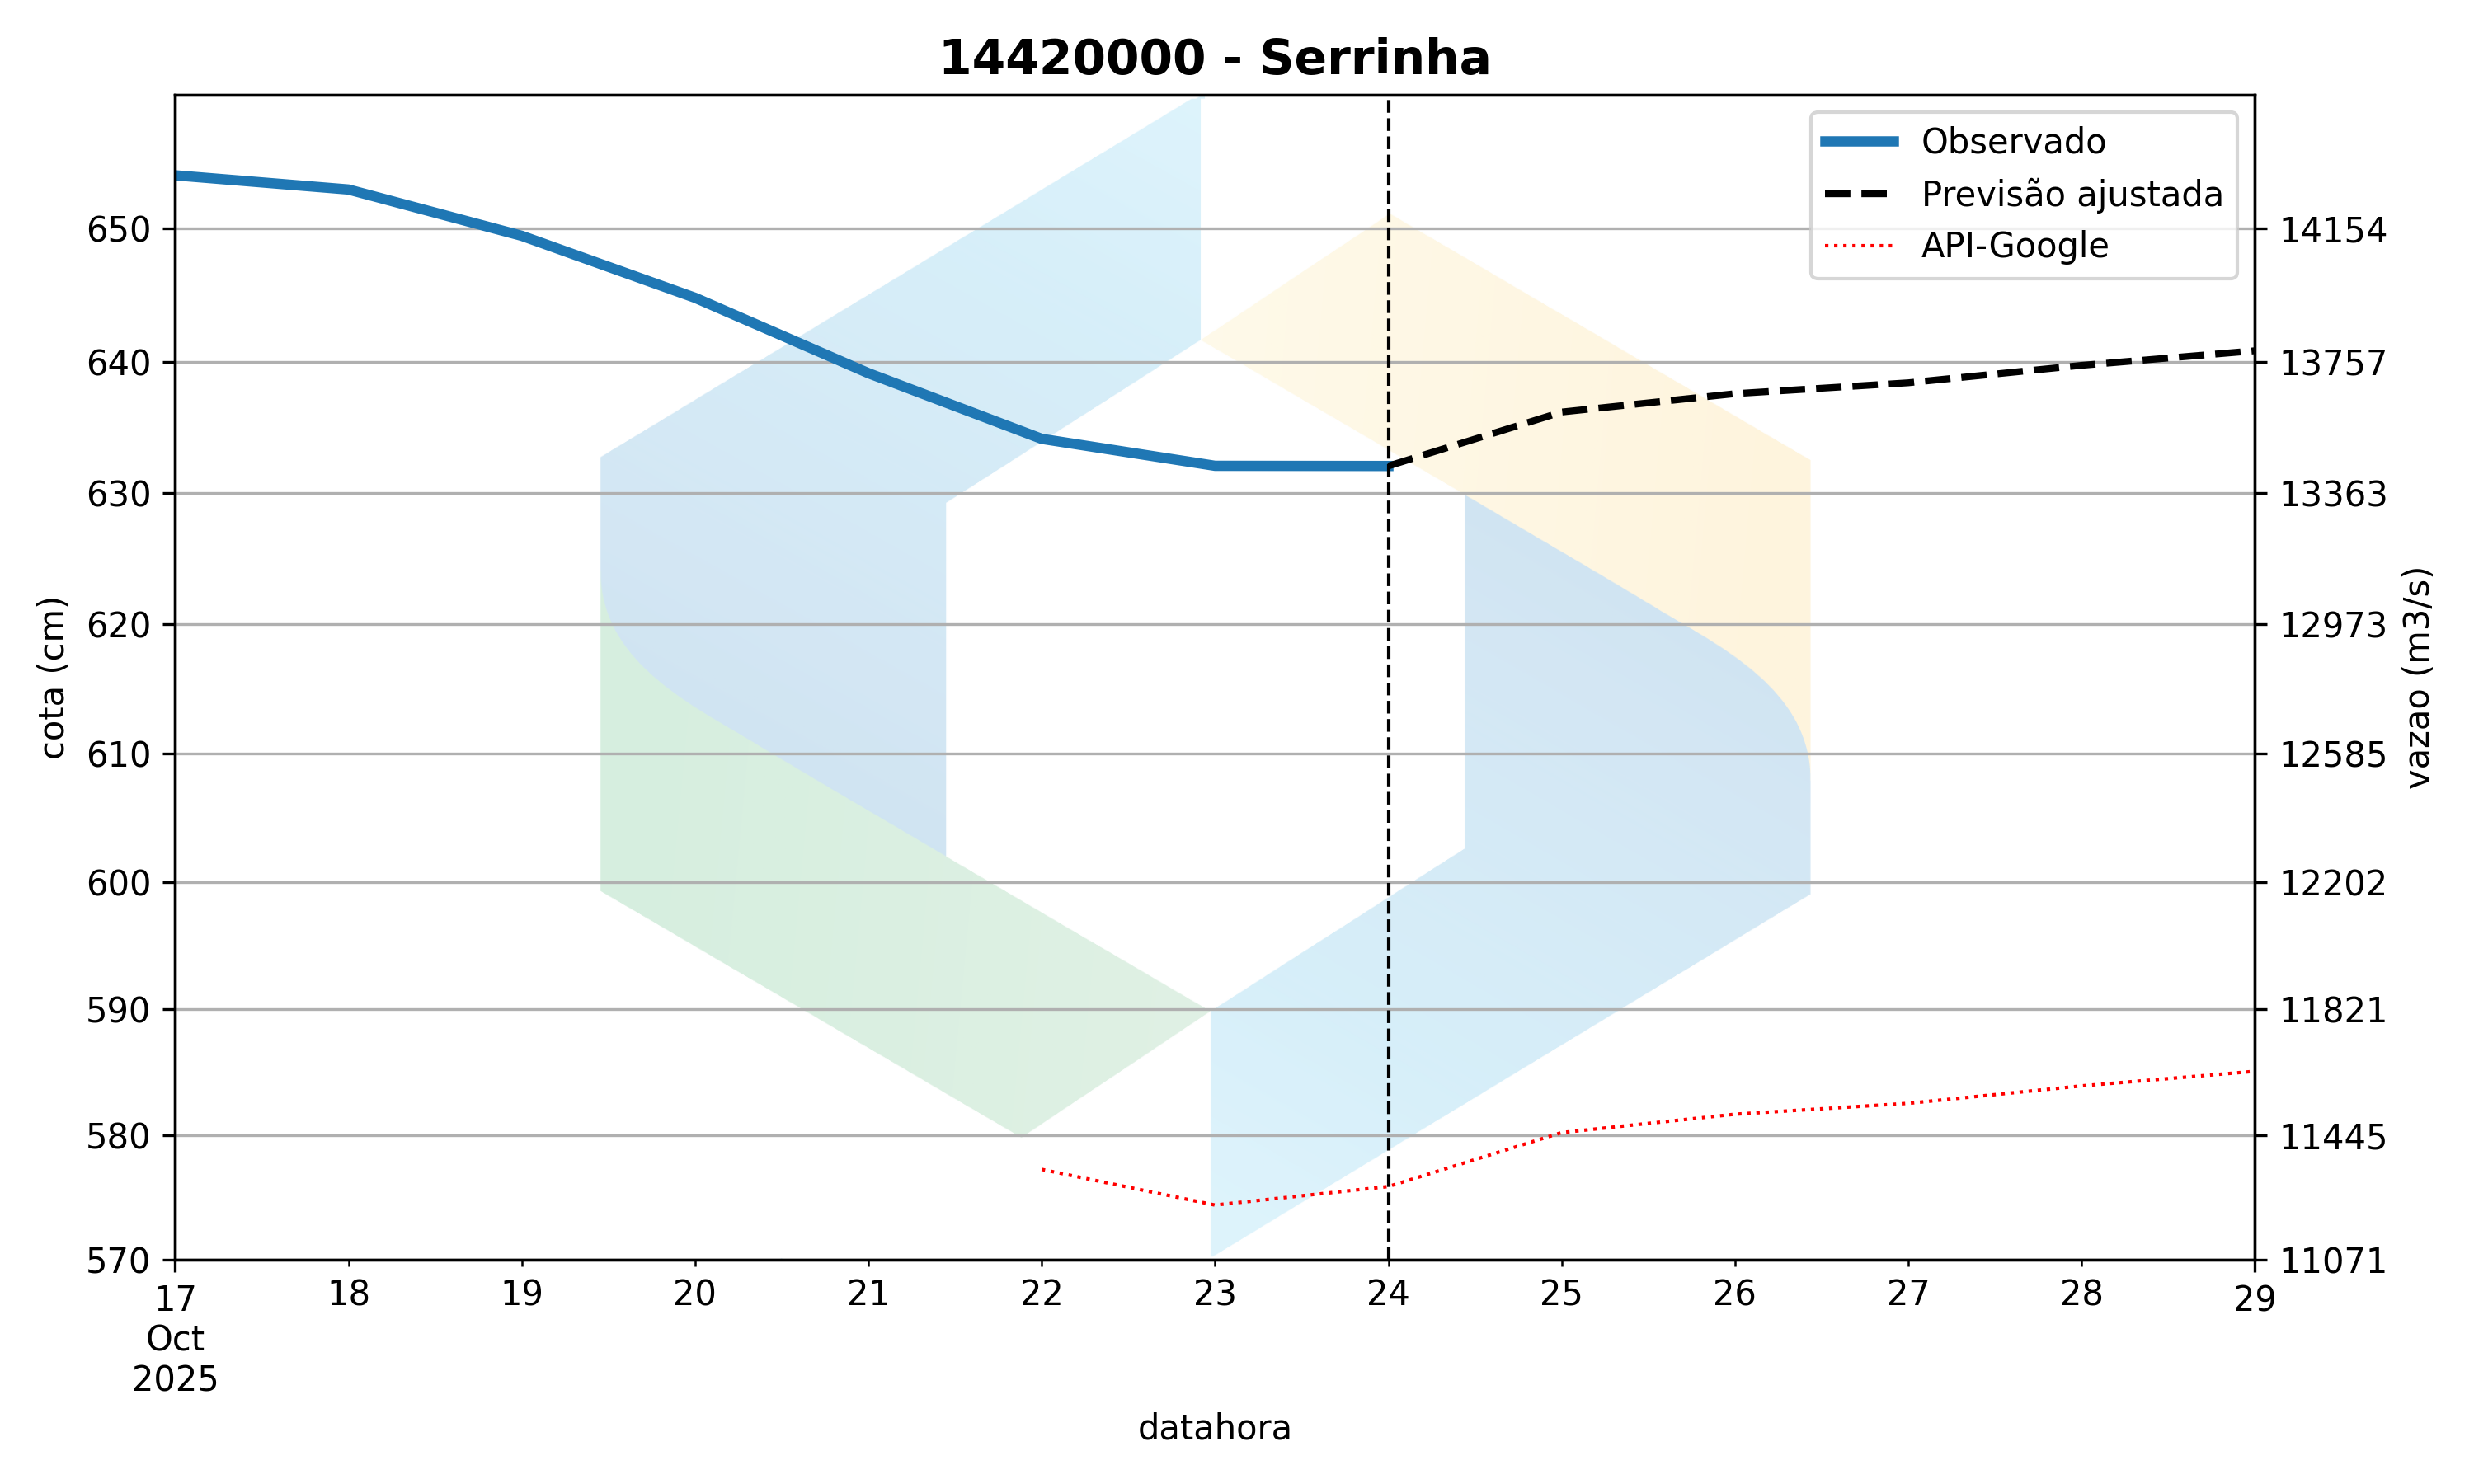 14420000 - Serrinha
Observado
Previsão ajustada
API-Google
cota (cm)
650
640
630
620
610
600
590
580
570
14154
13757
13363
12973
12585
12202
11821
11445
11071
vazao (m3/s)
17 18 19 20 21 22 23 24 25 26 27 28 29
Oct
2025
datahora